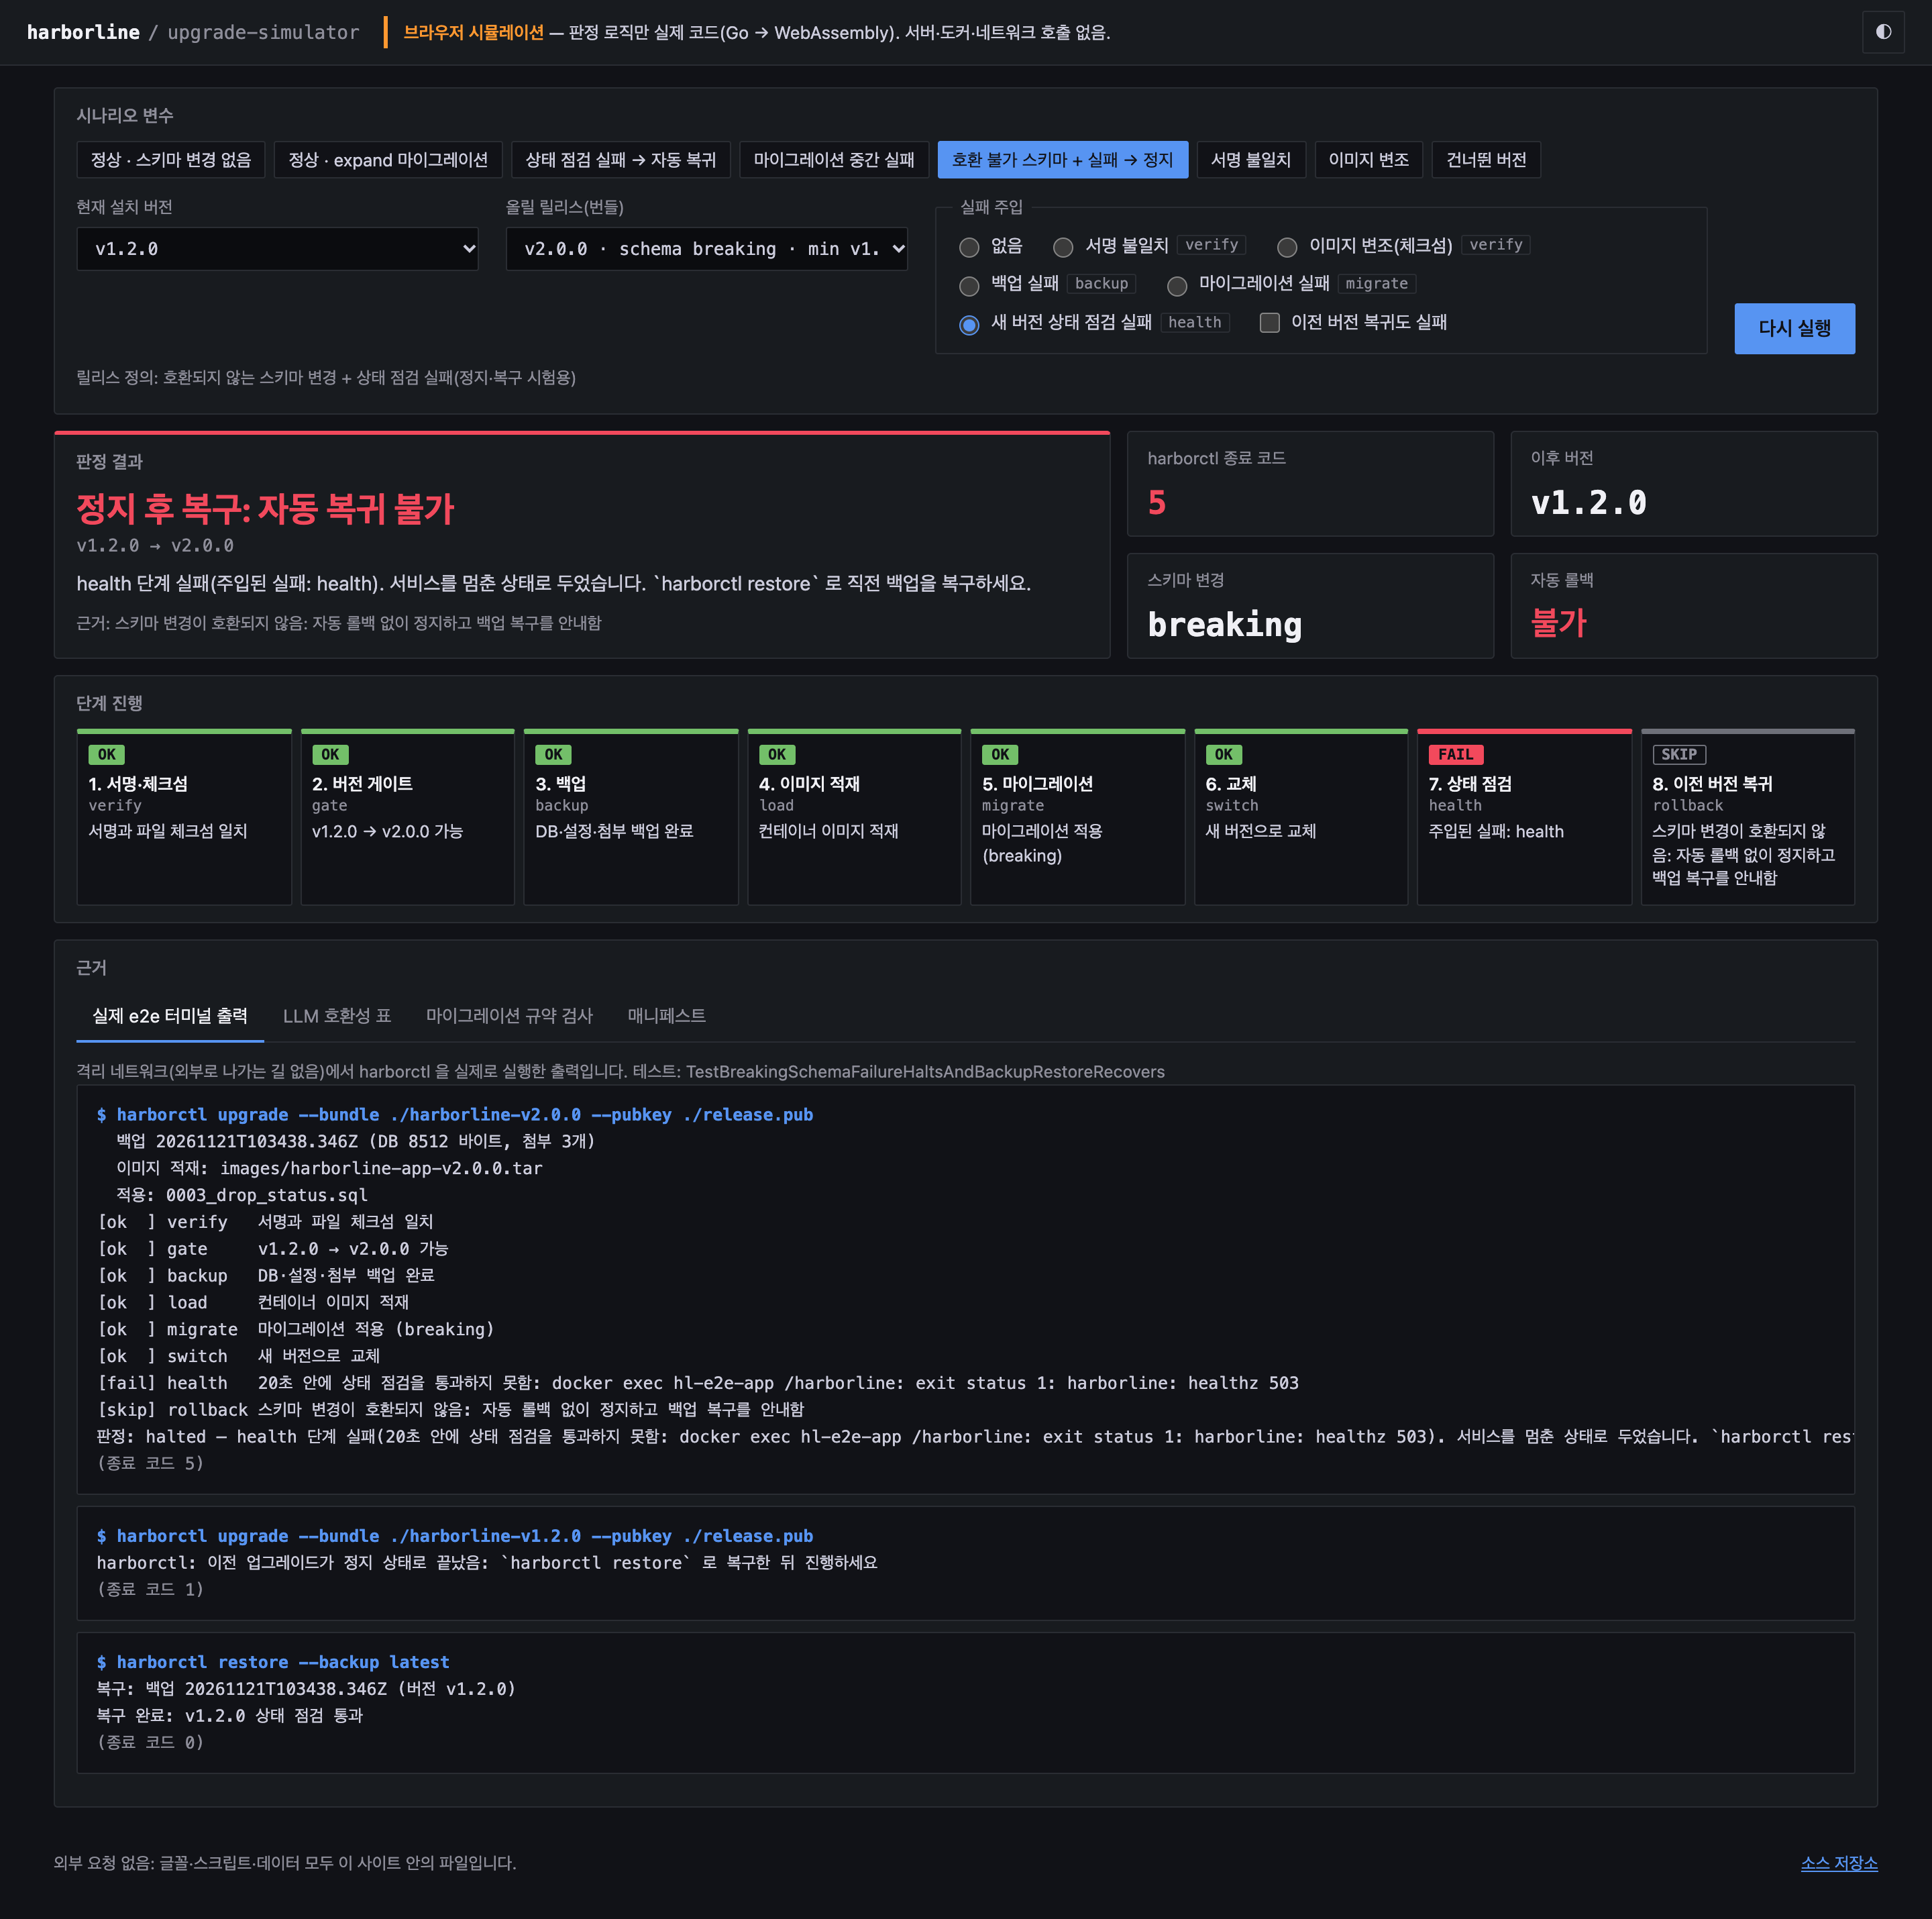 harborline / upgrade-simulator
브라우저 시뮬레이션 — 판정 로직만 실제 코드(Go → WebAssembly). 서버·도커·네트워크 호출 없음.
시나리오 변수
정상 · 스키마 변경 없음
정상 · expand 마이그레이션
상태 점검 실패 → 자동 복귀
마이그레이션 중간 실패
호환 불가 스키마 + 실패 → 정지
서명 불일치
이미지 변조
건너뛴 버전
현재 설치 버전
v1.2.0
올릴 릴리스(번들)
v2.0.0 · schema breaking · min v1.
실패 주입
없음
서명 불일치 verify
이미지 변조(체크섬) verify
백업 실패 backup
마이그레이션 실패 migrate
새 버전 상태 점검 실패 health
이전 버전 복귀도 실패
다시 실행
릴리스 정의: 호환되지 않는 스키마 변경 + 상태 점검 실패(정지·복구 시험용)
판정 결과
정지 후 복구: 자동 복귀 불가
v1.2.0 → v2.0.0
health 단계 실패(주입된 실패: health). 서비스를 멈춘 상태로 두었습니다. `harborctl restore` 로 직전 백업을 복구하세요.
근거: 스키마 변경이 호환되지 않음: 자동 롤백 없이 정지하고 백업 복구를 안내함
harborctl 종료 코드
5
이후 버전
v1.2.0
스키마 변경
breaking
자동 롤백
불가
단계 진행
OK
1. 서명·체크섬
verify
서명과 파일 체크섬 일치
OK
2. 버전 게이트
gate
v1.2.0 → v2.0.0 가능
OK
3. 백업
backup
DB·설정·첨부 백업 완료
OK
4. 이미지 적재
load
컨테이너 이미지 적재
OK
5. 마이그레이션
migrate
마이그레이션 적용
(breaking)
OK
6. 교체
switch
새 버전으로 교체
FAIL
7. 상태 점검
health
주입된 실패: health
SKIP
8. 이전 버전 복귀
rollback
스키마 변경이 호환되지 않
음: 자동 롤백 없이 정지하고
백업 복구를 안내함
근거
실제 e2e 터미널 출력
LLM 호환성 표
마이그레이션 규약 검사
매니페스트
격리 네트워크(외부로 나가는 길 없음)에서 harborctl 을 실제로 실행한 출력입니다. 테스트: TestBreakingSchemaFailureHaltsAndBackupRestoreRecovers
$ harborctl upgrade --bundle ./harborline-v2.0.0 --pubkey ./release.pub
백업 20261121T103438.346Z (DB 8512 바이트, 첨부 3개)
이미지 적재: images/harborline-app-v2.0.0.tar
적용: 0003_drop_status.sql
[ok  ] verify   서명과 파일 체크섬 일치
[ok  ] gate     v1.2.0 → v2.0.0 가능
[ok  ] backup   DB·설정·첨부 백업 완료
[ok  ] load     컨테이너 이미지 적재
[ok  ] migrate  마이그레이션 적용 (breaking)
[ok  ] switch   새 버전으로 교체
[fail] health   20초 안에 상태 점검을 통과하지 못함: docker exec hl-e2e-app /harborline: exit status 1: harborline: healthz 503
[skip] rollback 스키마 변경이 호환되지 않음: 자동 롤백 없이 정지하고 백업 복구를 안내함
판정: halted — health 단계 실패(20초 안에 상태 점검을 통과하지 못함: docker exec hl-e2e-app /harborline: exit status 1: harborline: healthz 503). 서비스를 멈춘 상태로 두었습니다. `harborctl res
(종료 코드 5)
$ harborctl upgrade --bundle ./harborline-v1.2.0 --pubkey ./release.pub
harborctl: 이전 업그레이드가 정지 상태로 끝났음: `harborctl restore` 로 복구한 뒤 진행하세요
(종료 코드 1)
$ harborctl restore --backup latest
복구: 백업 20261121T103438.346Z (버전 v1.2.0)
복구 완료: v1.2.0 상태 점검 통과
(종료 코드 0)
외부 요청 없음: 글꼴·스크립트·데이터 모두 이 사이트 안의 파일입니다.
소스 저장소